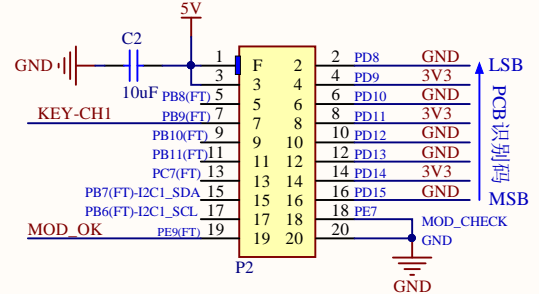 5V
C2
GND
10uF
1 F 2 2 PD8 GND LSB
3 3 4 4 PD9 3V3
PB8(FT) 5 5 6 6 PD10 GND
KEY-CH1 PB9(FT) 7 7 8 8 PD11 3V3
PB10(FT) 9 9 10 10 PD12 GND
PB11(FT) 11 11 12 12 PD13 GND
PC7(FT) 13 13 14 14 PD14 3V3
PB7(FT)-I2C1_SDA 15 15 16 16 PD15 GND MSB
PB6(FT)-I2C1_SCL 17 17 18 18 PE7 MOD_CHECK
MOD_OK PE9(FT) 19 19 20 20 GND
PCB识别码
P2
GND